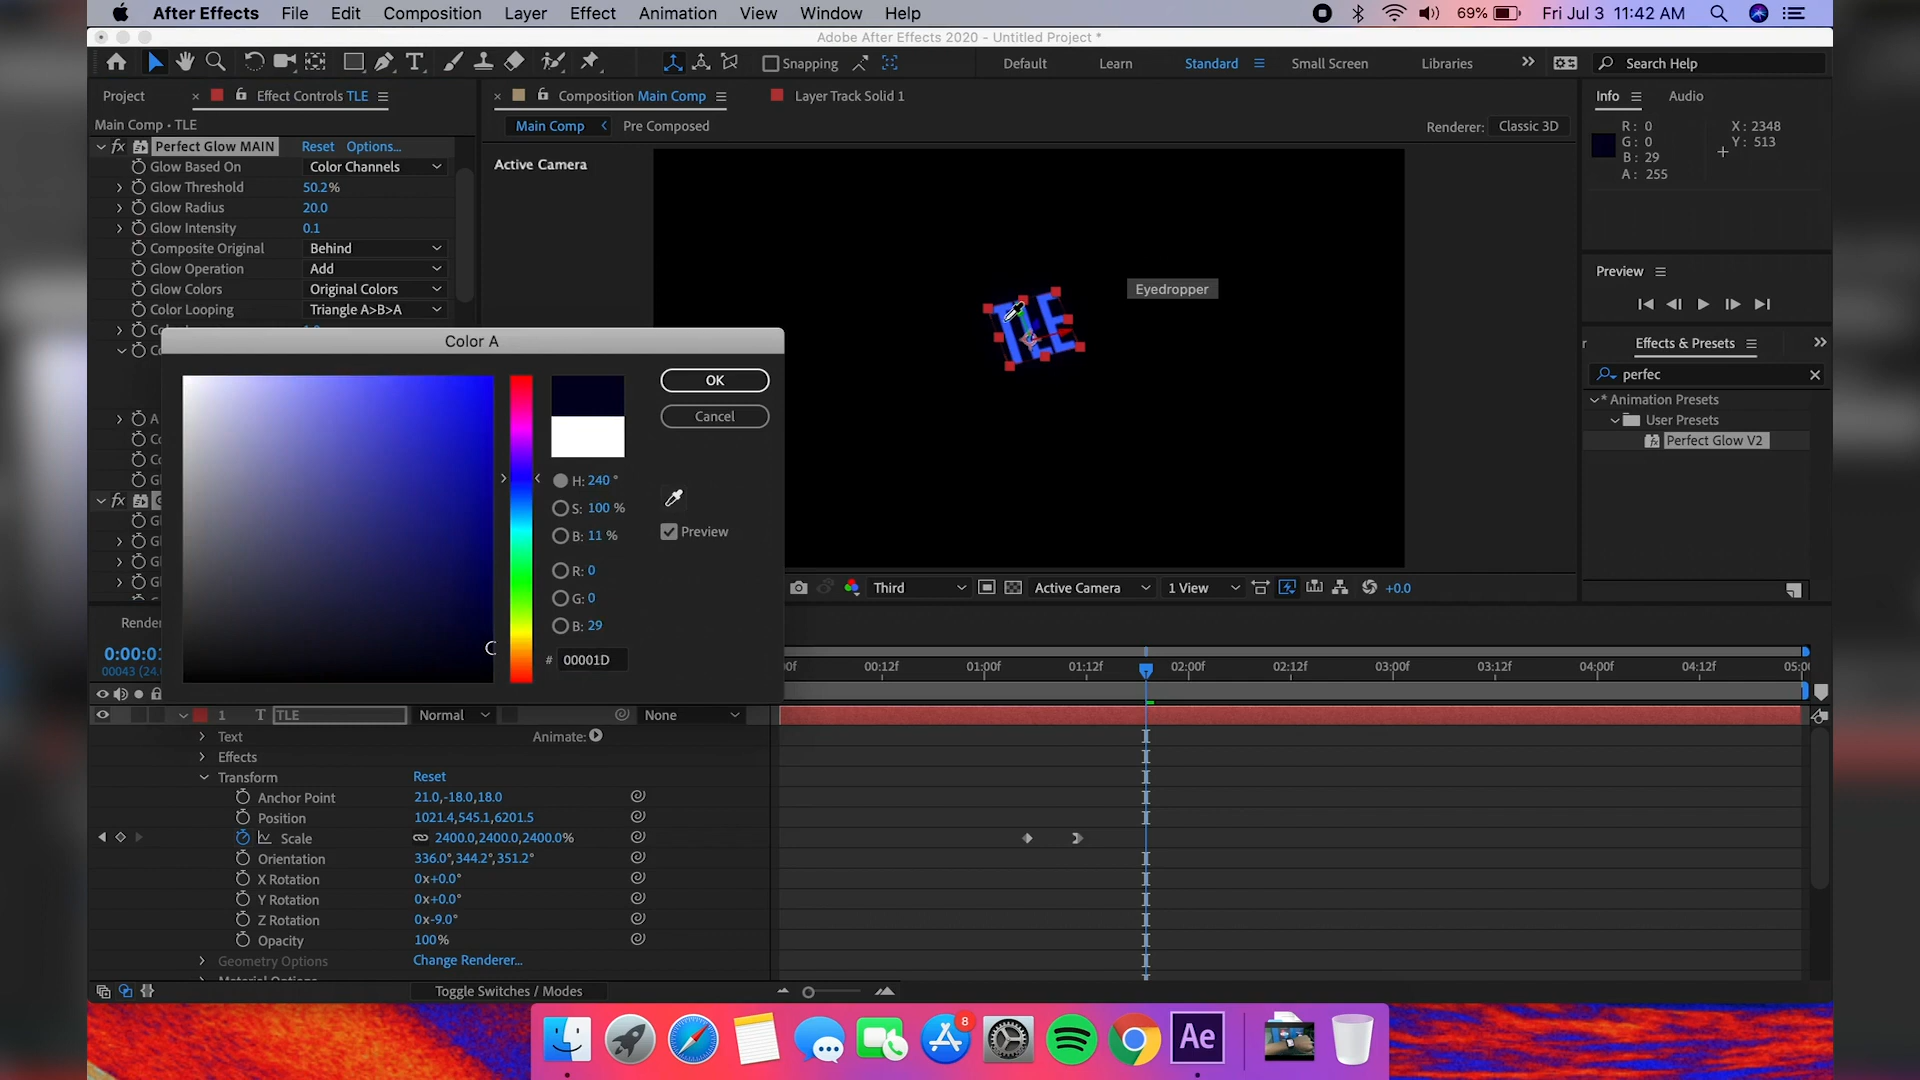 After Effects File Edit Composition Layer Effect Animation View Window Help 69% Fri Jul 3 11:42 AM
Adobe After Effects 2020 - Untitled Project *
Snapping Default Learn Standard Small Screen Libraries Search Help
Project Effect Controls TLE Composition Main Comp Layer Track Solid 1 Info Audio
Main Comp • TLE
Main Comp Pre Composed Renderer: Classic 3D
R: 0 X: 2348
G: 0 Y: 513
B: 29
A: 255
Perfect Glow MAIN Reset Options...
Active Camera
Glow Based On Color Channels
Glow Threshold 50.2%
Glow Radius 20.0
Glow Intensity 0.1
Composite Original Behind
Glow Operation Add
Glow Colors Original Colors
Color Looping Triangle A>B>A
TLE
Eyedropper
Preview
Effects & Presets
perfec
* Animation Presets
User Presets
Perfect Glow V2
Color A
OK
Cancel
H: 240 °
S: 100 %
B: 11 %
Preview
R: 0
G: 0
B: 29
# 00001D
Third Active Camera 1 View +0.0
Render
0:00:01
00043 (24.
00:12f 01:00f 01:12f 02:00f 02:12f 03:00f 03:12f 04:00f 04:12f 05:00f
1 T TLE Normal None
Text Animate:
Effects
Transform Reset
Anchor Point 21.0,-18.0,18.0
Position 1021.4,545.1,6201.5
Scale 2400.0,2400.0,2400.0%
Orientation 336.0°,344.2°,351.2°
X Rotation 0x+0.0°
Y Rotation 0x+0.0°
Z Rotation 0x-9.0°
Opacity 100%
Geometry Options Change Renderer...
Toggle Switches / Modes
8
Ae